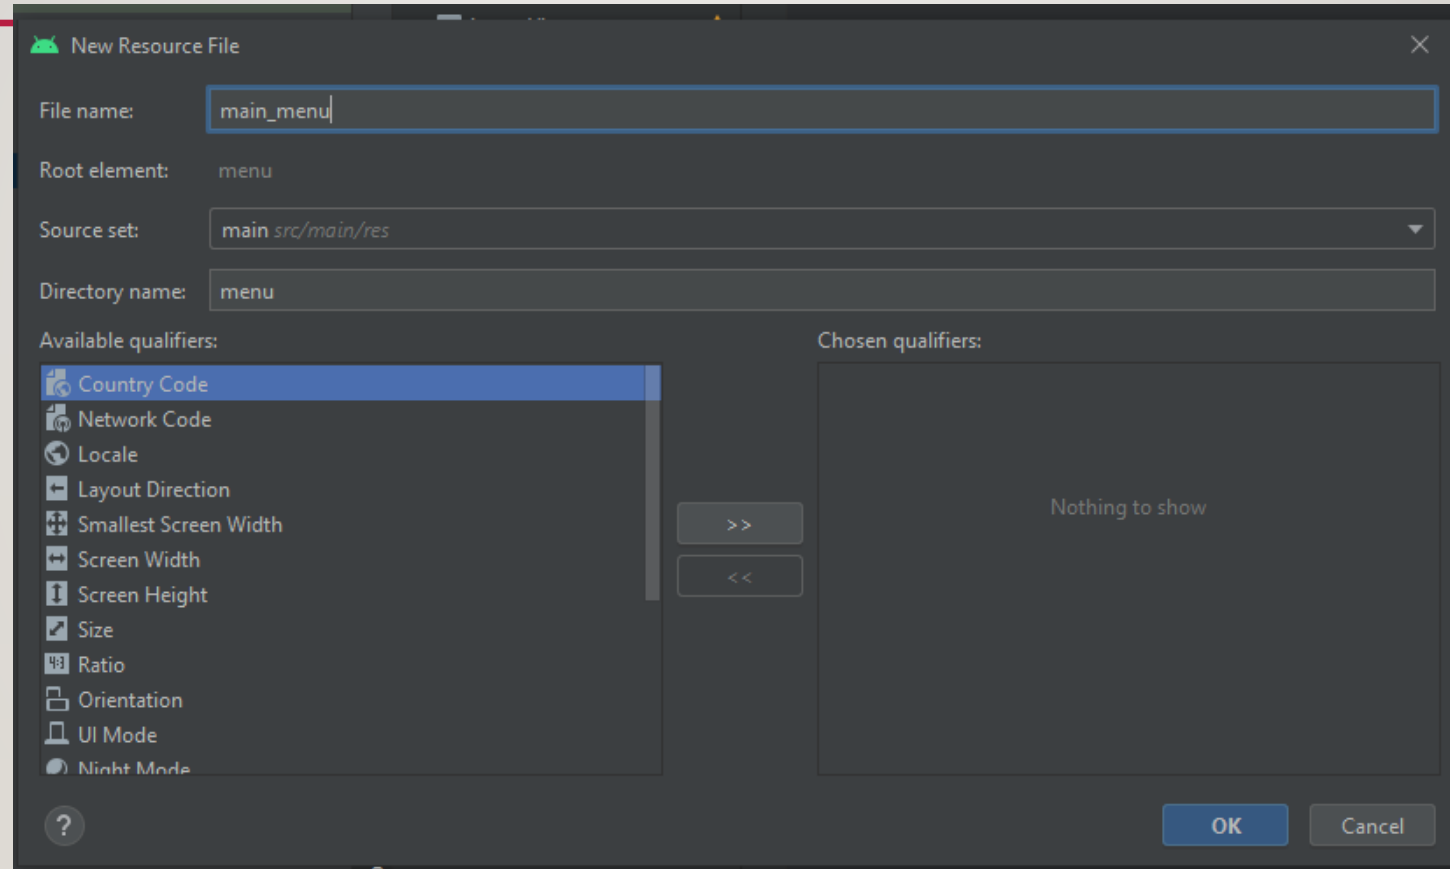 New Resource File
File name: main_menu
Root element: menu
Source set: main src/main/res
Directory name: menu
Available qualifiers: Chosen qualifiers:
Country Code
Network Code
Locale
Layout Direction
Smallest Screen Width
Screen Width
Screen Height
Size
Ratio
Orientation
UI Mode
Night Mode
>>
<<
Nothing to show
?
OK Cancel